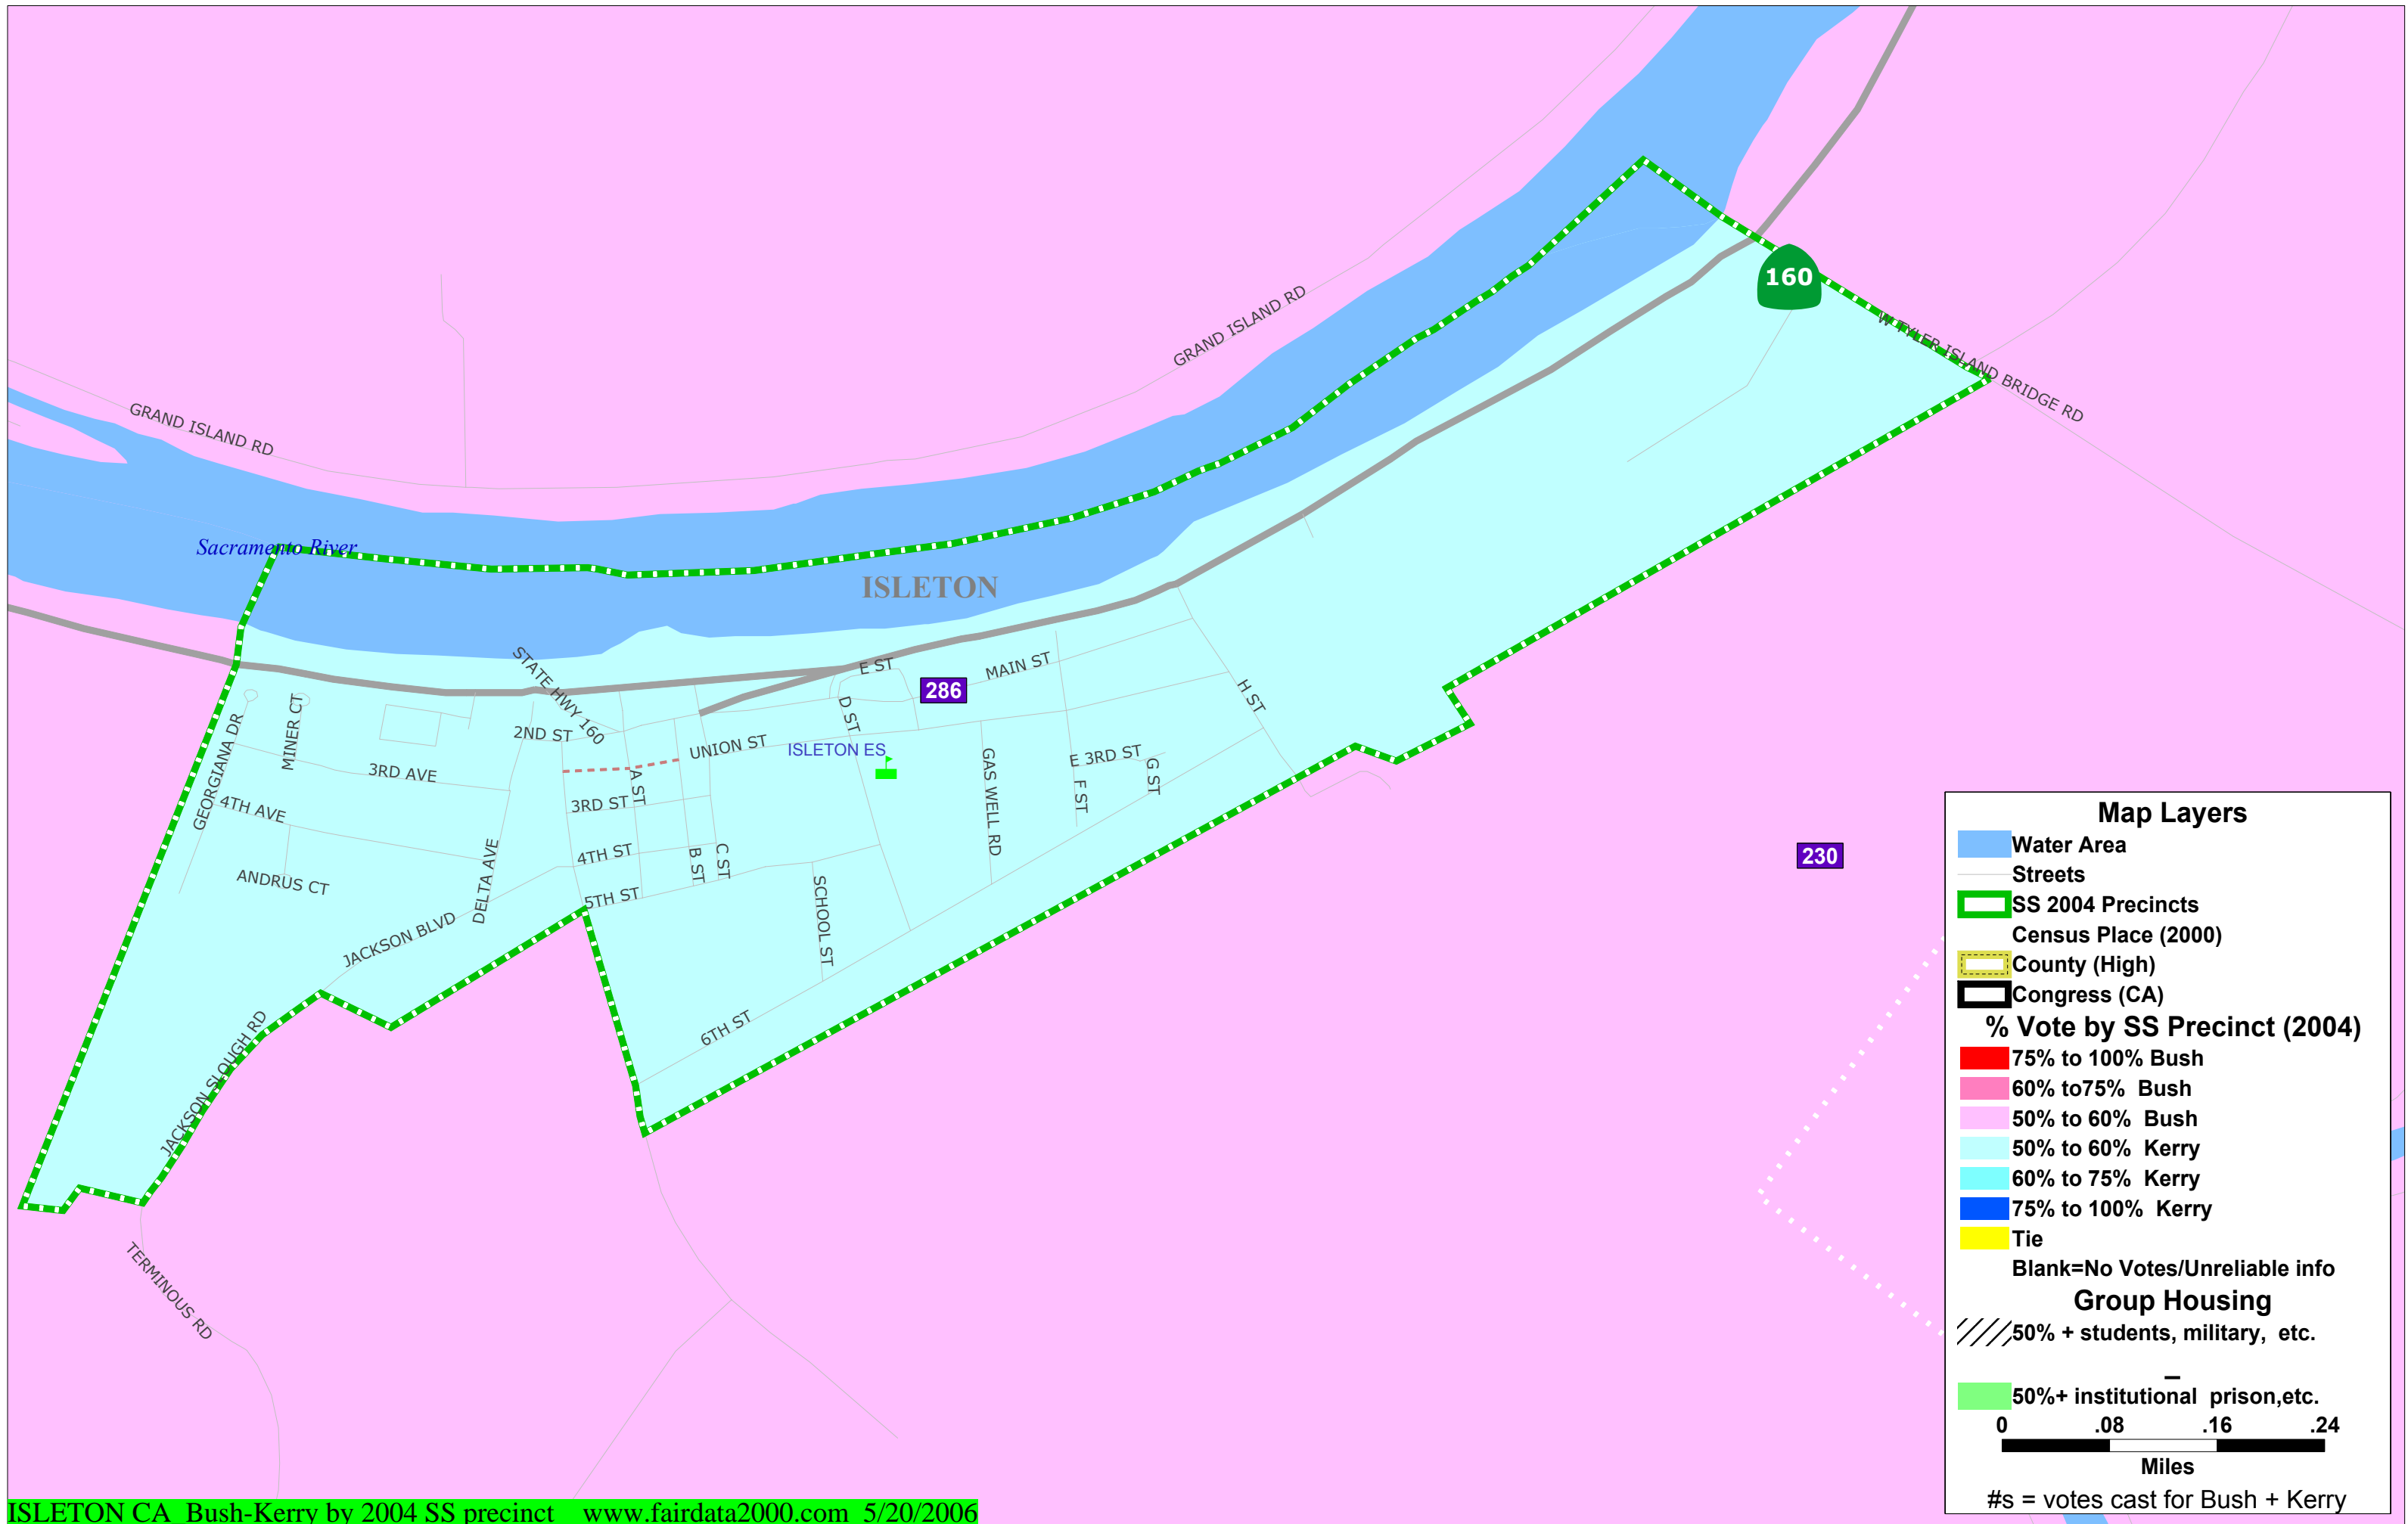 160
GRAND ISLAND RD
W TYLER ISLAND BRIDGE RD
GRAND ISLAND RD
Sacramento River
ISLETON
STATE HWY 160
E ST
MAIN ST
286
H ST
D ST
MINER CT
GEORGIANA DR
2ND ST
UNION ST
ISLETON ES
3RD AVE
A ST
GAS WELL RD
E 3RD ST
G ST
F ST
4TH AVE
3RD ST
4TH ST
B ST
C ST
ANDRUS CT
DELTA AVE
5TH ST
SCHOOL ST
JACKSON BLVD
6TH ST
JACKSON SLOUGH RD
TERMINOUS RD
230
Map Layers
Water Area
Streets
SS 2004 Precincts
Census Place (2000)
County (High)
Congress (CA)
% Vote by SS Precinct (2004)
75% to 100% Bush
60% to75%  Bush
50% to 60%  Bush
50% to 60%  Kerry
60% to 75%  Kerry
75% to 100%  Kerry
Tie
Blank=No Votes/Unreliable info
Group Housing
50% + students, military,  etc.
_
50%+ institutional  prison,etc.
0 .08 .16 .24
Miles
#s = votes cast for Bush + Kerry
ISLETON CA  Bush-Kerry by 2004 SS precinct    www.fairdata2000.com  5/20/2006